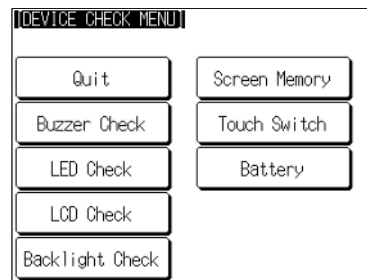 [DEVICE CHECK MENU]
Quit
Screen Memory
Buzzer Check
Touch Switch
LED Check
Battery
LCD Check
Backlight Check